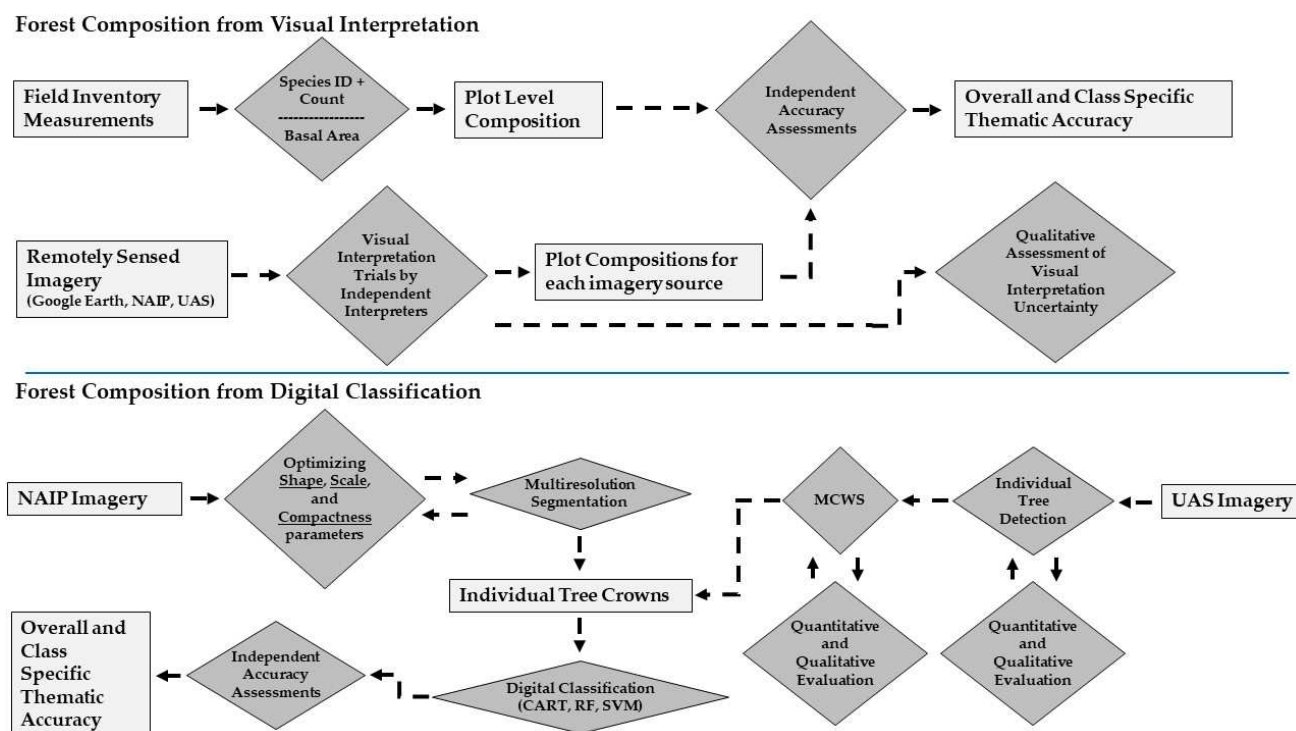 Forest Composition from Visual Interpretation
Field Inventory
Measurements
Species ID +
Count
-----------------
Basal Area
Plot Level
Composition
Independent
Accuracy
Assessments
Overall and Class Specific
Thematic Accuracy
Remotely Sensed
Imagery
(Google Earth, NAIP, UAS)
Visual
Interpretation
Trials by
Independent
Interpreters
Plot Compositions for
each imagery source
Qualitative
Assessment of
Visual
Interpretation
Uncertainty
Forest Composition from Digital Classification
NAIP Imagery
Optimizing
Shape, Scale,
and
Compactness
parameters
Multiresolution
Segmentation
MCWS
Individual
Tree
Detection
UAS Imagery
Individual Tree Crowns
Quantitative
and
Qualitative
Evaluation
Quantitative
and
Qualitative
Evaluation
Overall and
Class
Specific
Thematic
Accuracy
Independent
Accuracy
Assessments
Digital Classification
(CART, RF, SVM)